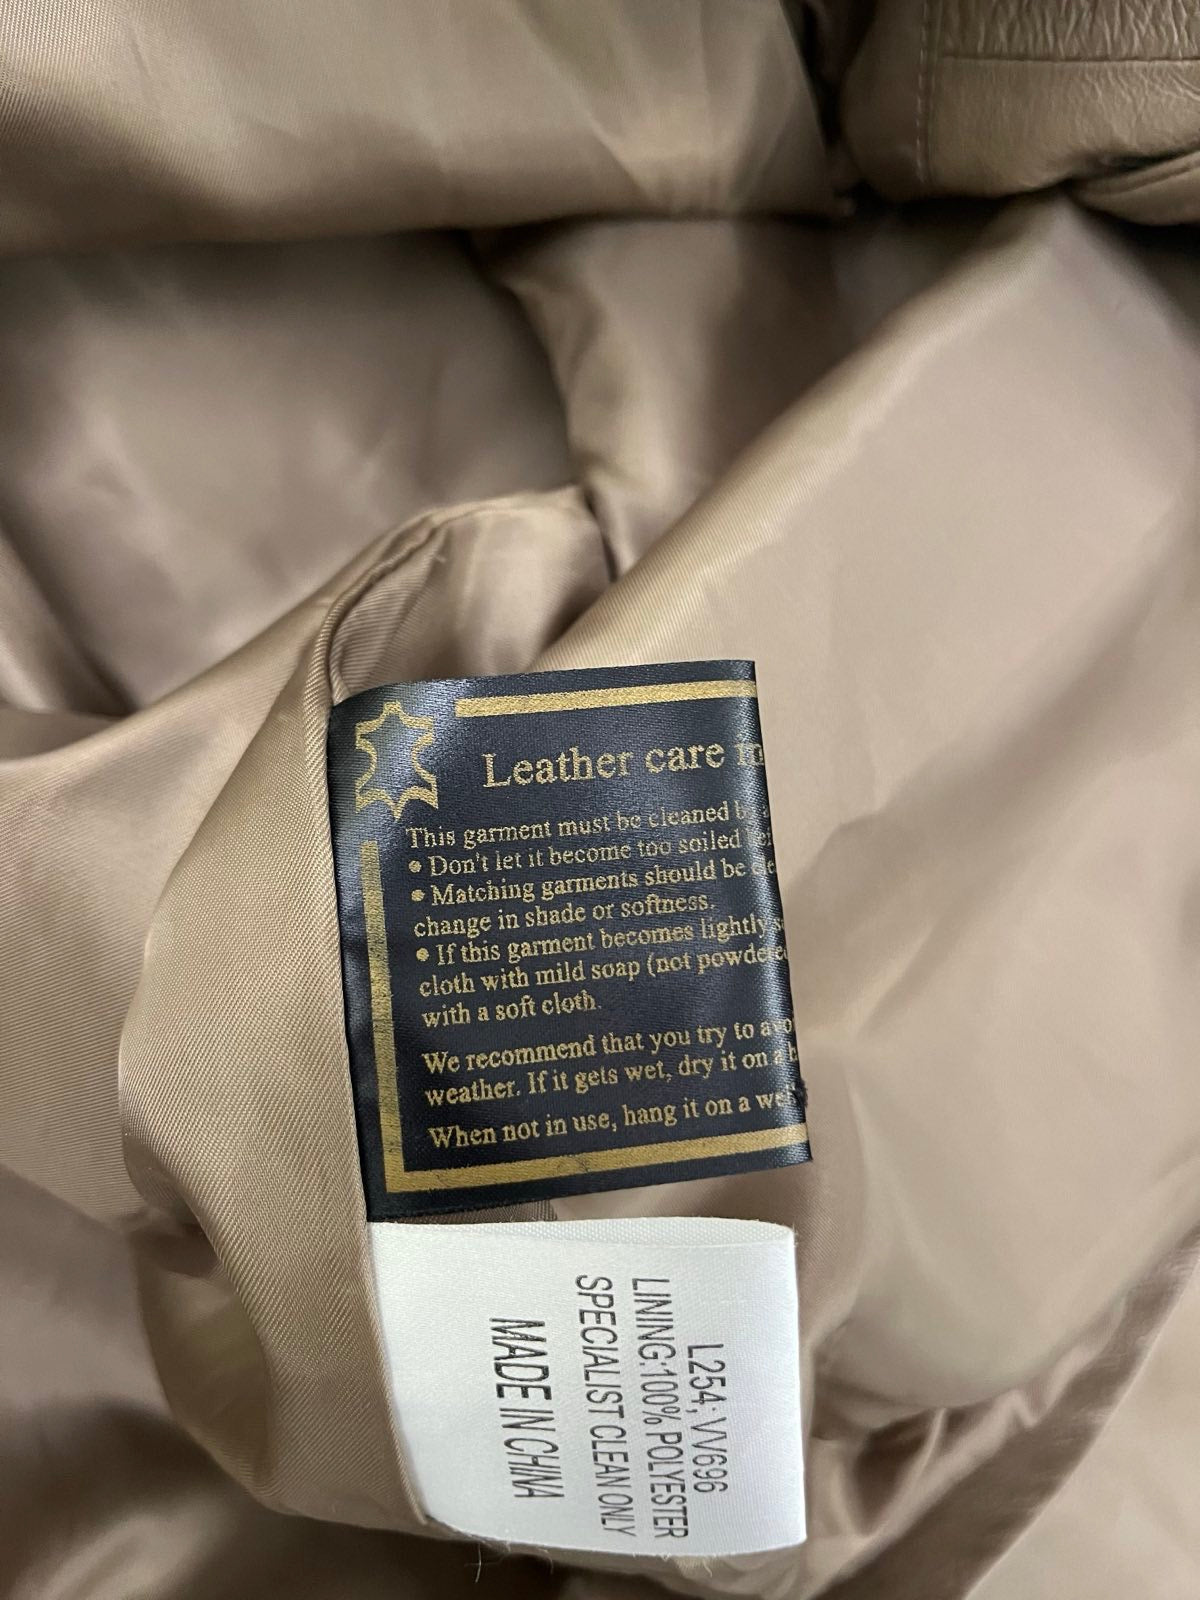 Leather care
This garment must be cleaned
• Don't let it become too soiled
• Matching garments should be
change in shade or softness.
• If this garment becomes lightly
cloth with mild soap (not powdered
with a soft cloth.
We recommend that you try to
weather. If it gets wet, dry it on a
When not in use, hang it on a
L254; VV696
LINING:100% POLYESTER
SPECIALIST CLEAN ONLY
MADE IN CHINA